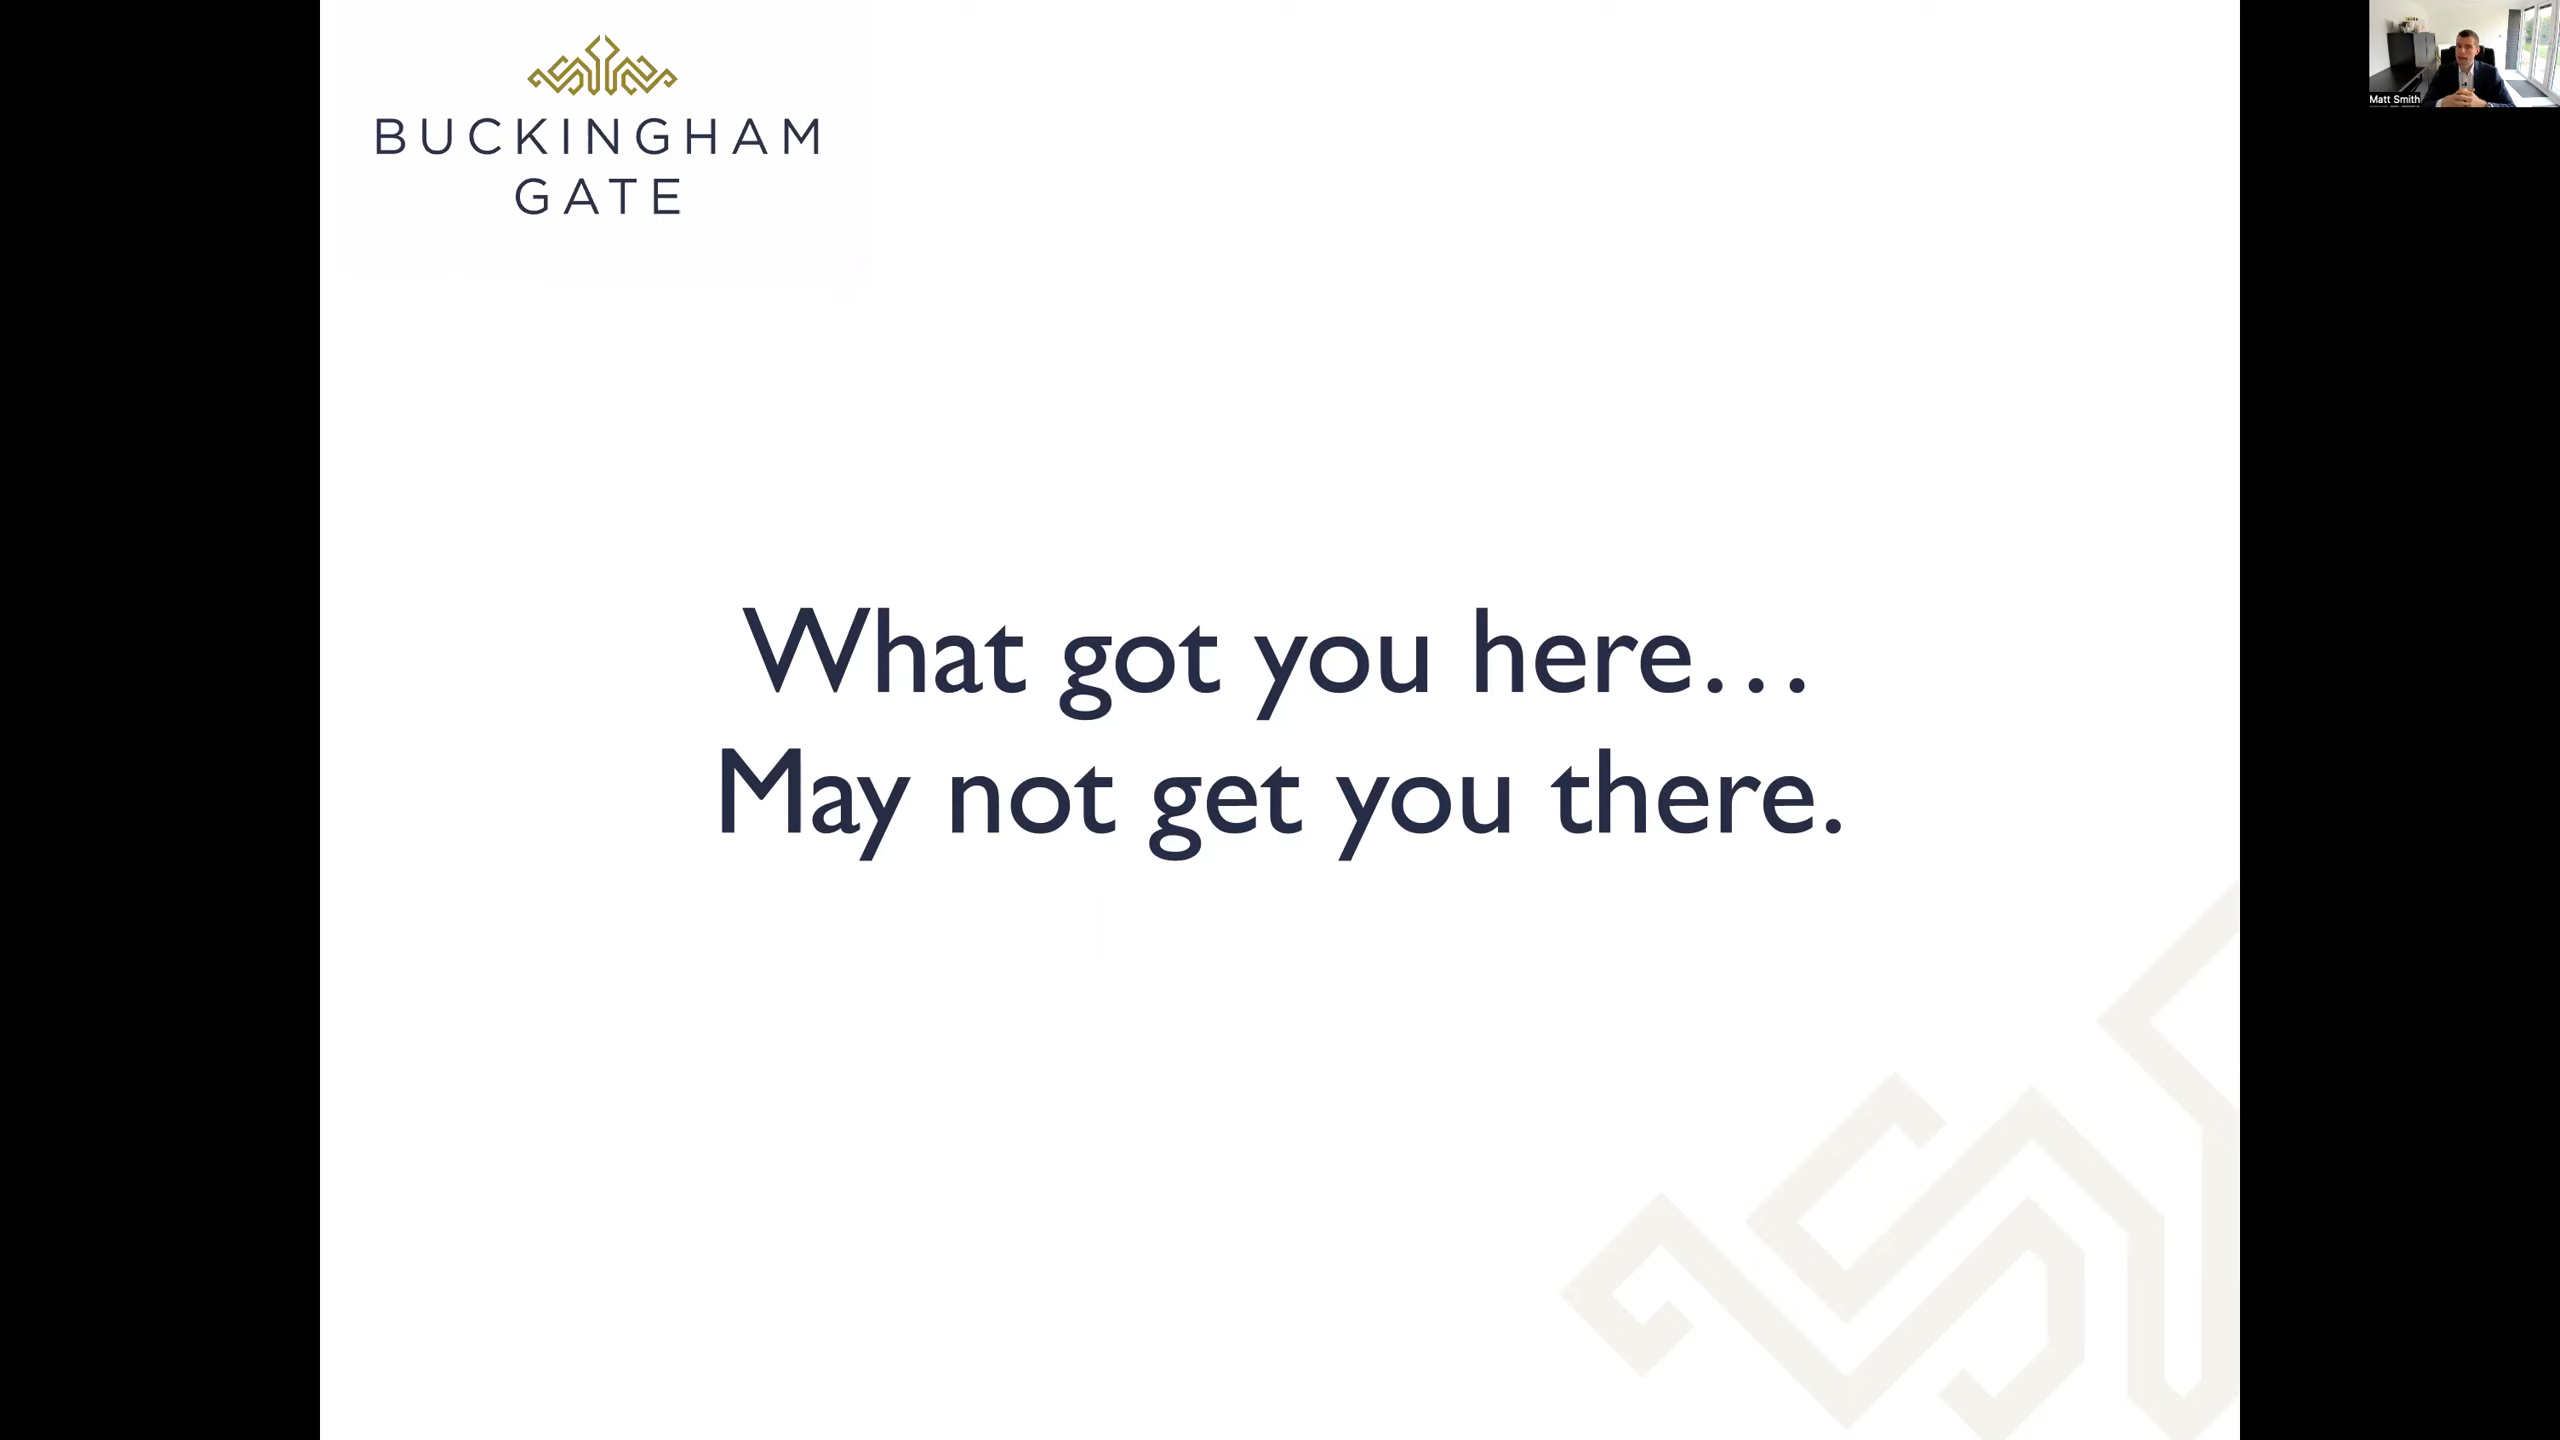 BUCKINGHAM
GATE
Matt Smith
What got you here…
May not get you there.